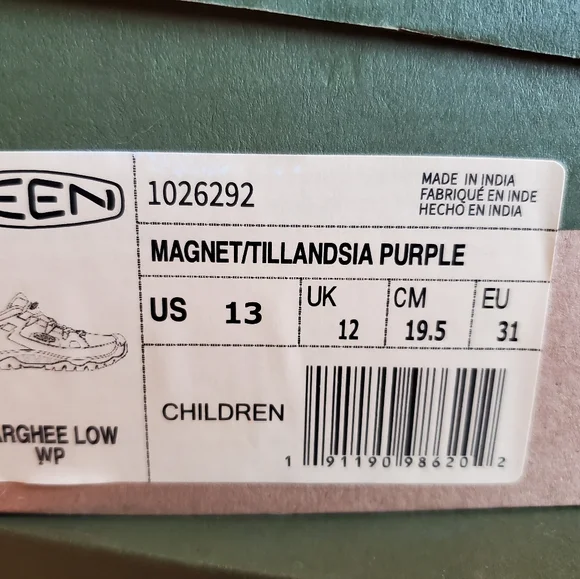 EEN
1026292
MADE IN INDIA
FABRIQUÉ EN INDE
HECHO EN INDIA
MAGNET/TILLANDSIA PURPLE
US 13
UK 12
CM 19.5
EU 31
ARGHEE LOW
WP
CHILDREN
1 91190 98620 2